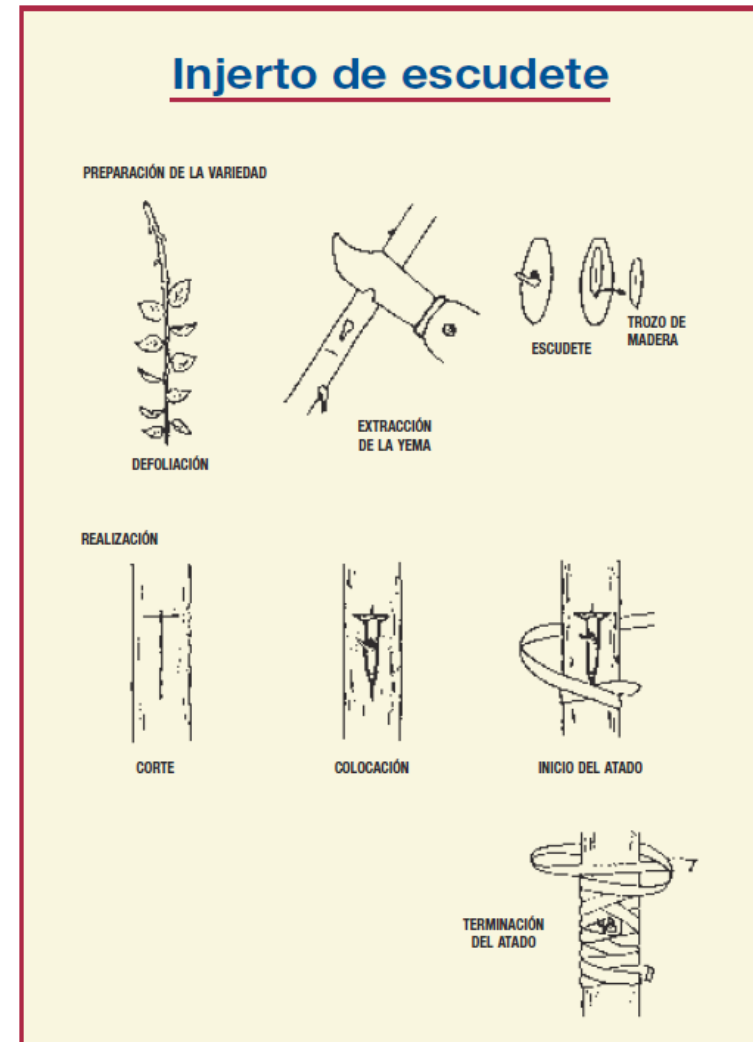 Injerto de escudete
PREPARACIÓN DE LA VARIEDAD
DEFOLIACIÓN
EXTRACCIÓN
DE LA YEMA
ESCUDETE
TROZO DE
MADERA
REALIZACIÓN
CORTE
COLOCACIÓN
INICIO DEL ATADO
TERMINACIÓN
DEL ATADO